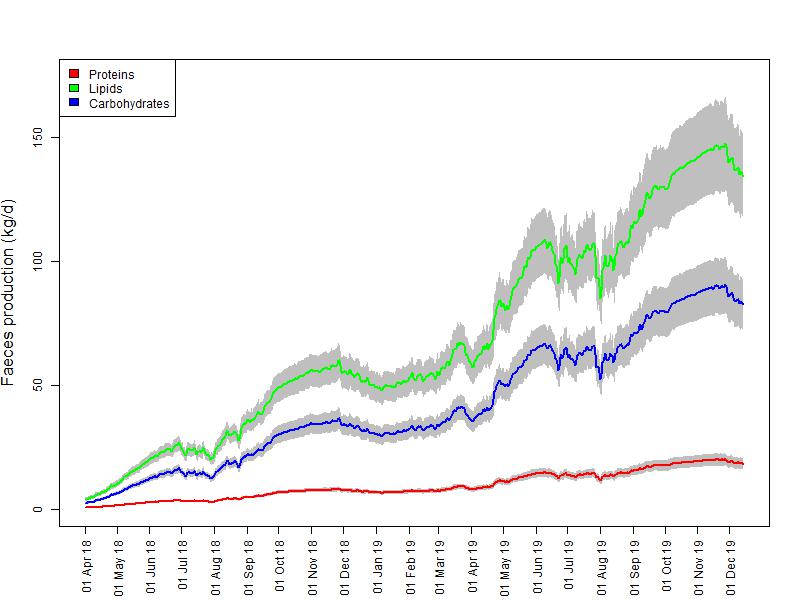 Proteins
Lipids
Carbohydrates
Faeces production (kg/d)
150
100
50
0
01 Apr 18
01 May 18
01 Jun 18
01 Jul 18
01 Aug 18
01 Sep 18
01 Oct 18
01 Nov 18
01 Dec 18
01 Jan 19
01 Feb 19
01 Mar 19
01 Apr 19
01 May 19
01 Jun 19
01 Jul 19
01 Aug 19
01 Sep 19
01 Oct 19
01 Nov 19
01 Dec 19